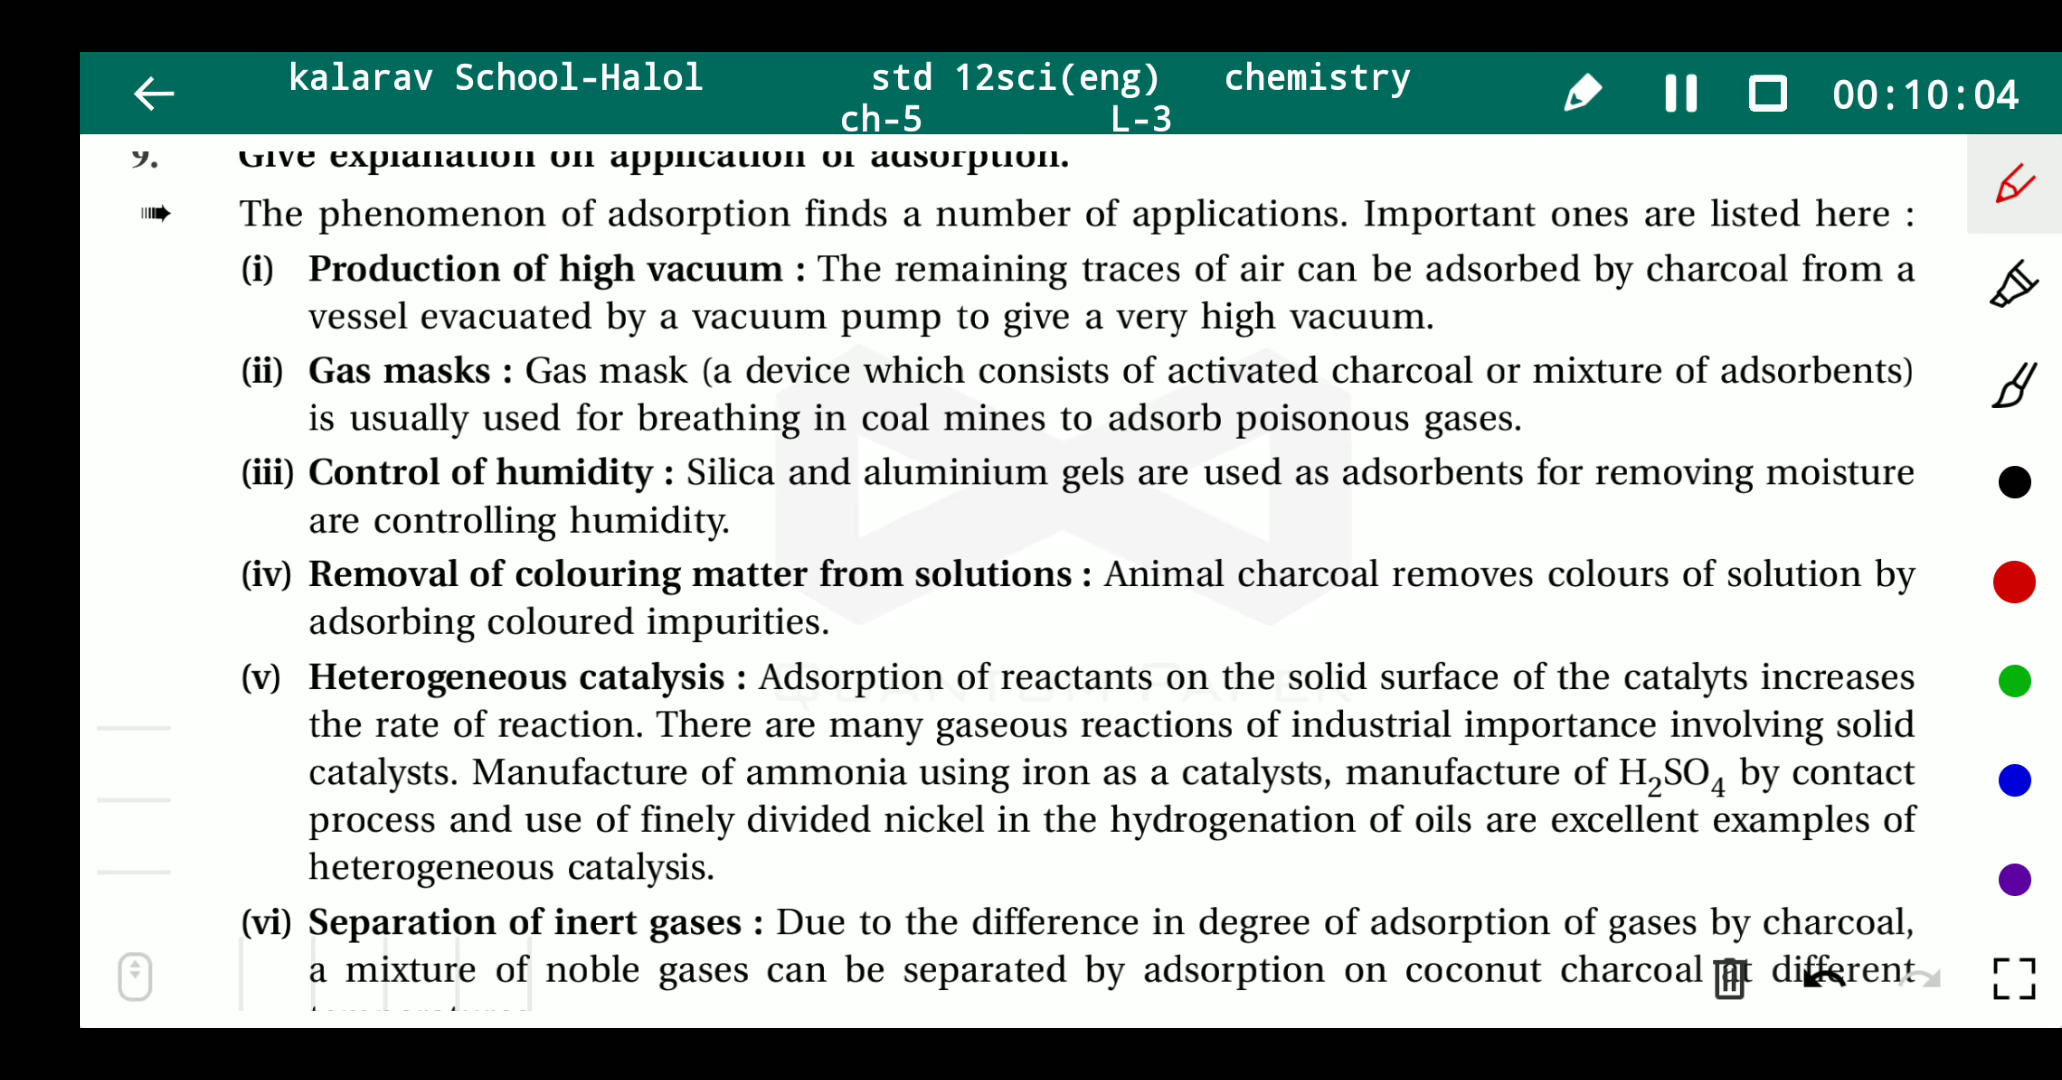 kalarav School-Halol std 12sci(eng) chemistry
ch-5 L-3
00:10:04
9. Give explanation on application of adsorption.
The phenomenon of adsorption finds a number of applications. Important ones are listed here :
(i) Production of high vacuum : The remaining traces of air can be adsorbed by charcoal from a
vessel evacuated by a vacuum pump to give a very high vacuum.
(ii) Gas masks : Gas mask (a device which consists of activated charcoal or mixture of adsorbents)
is usually used for breathing in coal mines to adsorb poisonous gases.
(iii) Control of humidity : Silica and aluminium gels are used as adsorbents for removing moisture
are controlling humidity.
(iv) Removal of colouring matter from solutions : Animal charcoal removes colours of solution by
adsorbing coloured impurities.
(v) Heterogeneous catalysis : Adsorption of reactants on the solid surface of the catalyts increases
the rate of reaction. There are many gaseous reactions of industrial importance involving solid
catalysts. Manufacture of ammonia using iron as a catalysts, manufacture of H₂SO₄ by contact
process and use of finely divided nickel in the hydrogenation of oils are excellent examples of
heterogeneous catalysis.
(vi) Separation of inert gases : Due to the difference in degree of adsorption of gases by charcoal,
a mixture of noble gases can be separated by adsorption on coconut charcoal at different
QUANTUM PAPER